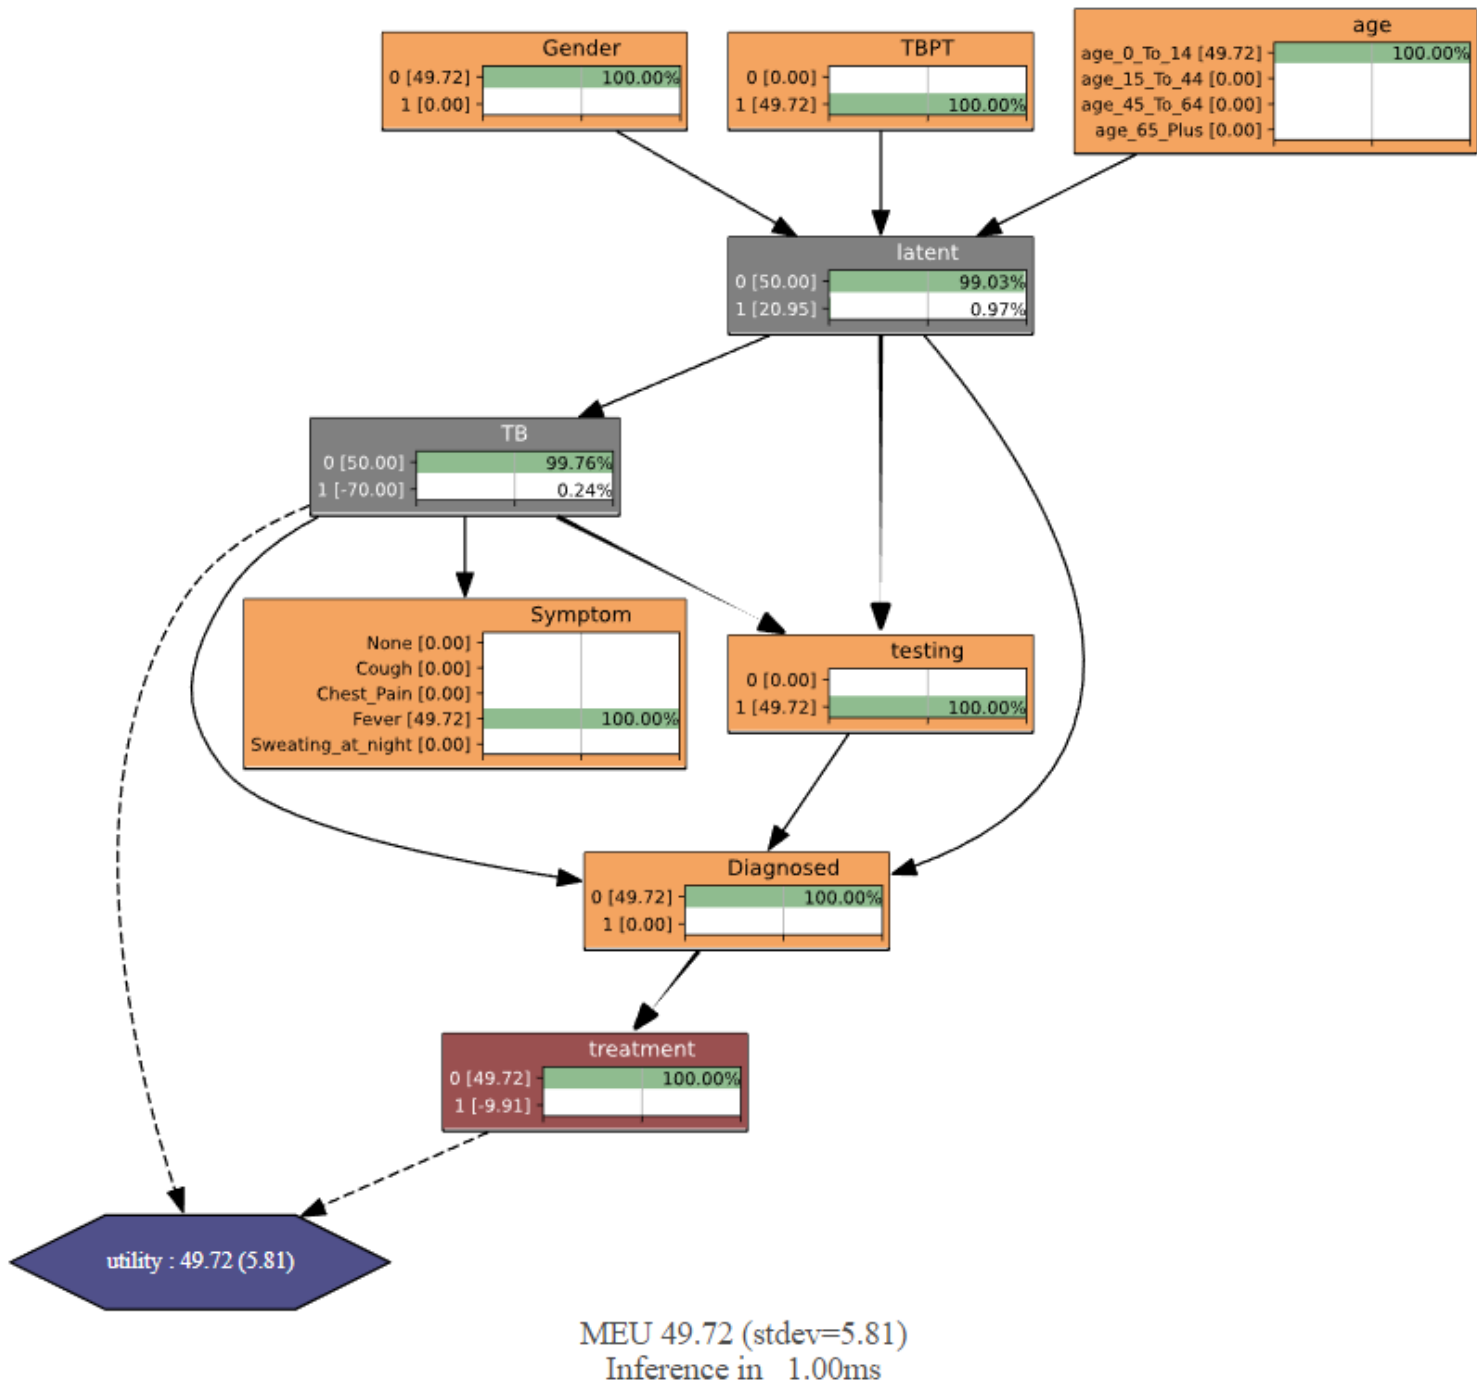 Gender
0 [49.72] 100.00%
1 [0.00]
TBPT
0 [0.00]
1 [49.72] 100.00%
age
age_0_To_14 [49.72] 100.00%
age_15_To_44 [0.00]
age_45_To_64 [0.00]
age_65_Plus [0.00]
latent
0 [50.00] 99.03%
1 [20.95] 0.97%
TB
0 [50.00] 99.76%
1 [-70.00] 0.24%
Symptom
None [0.00]
Cough [0.00]
Chest_Pain [0.00]
Fever [49.72] 100.00%
Sweating_at_night [0.00]
testing
0 [0.00]
1 [49.72] 100.00%
Diagnosed
0 [49.72] 100.00%
1 [0.00]
treatment
0 [49.72] 100.00%
1 [-9.91]
utility : 49.72 (5.81)
MEU 49.72 (stdev=5.81)
Inference in 1.00ms